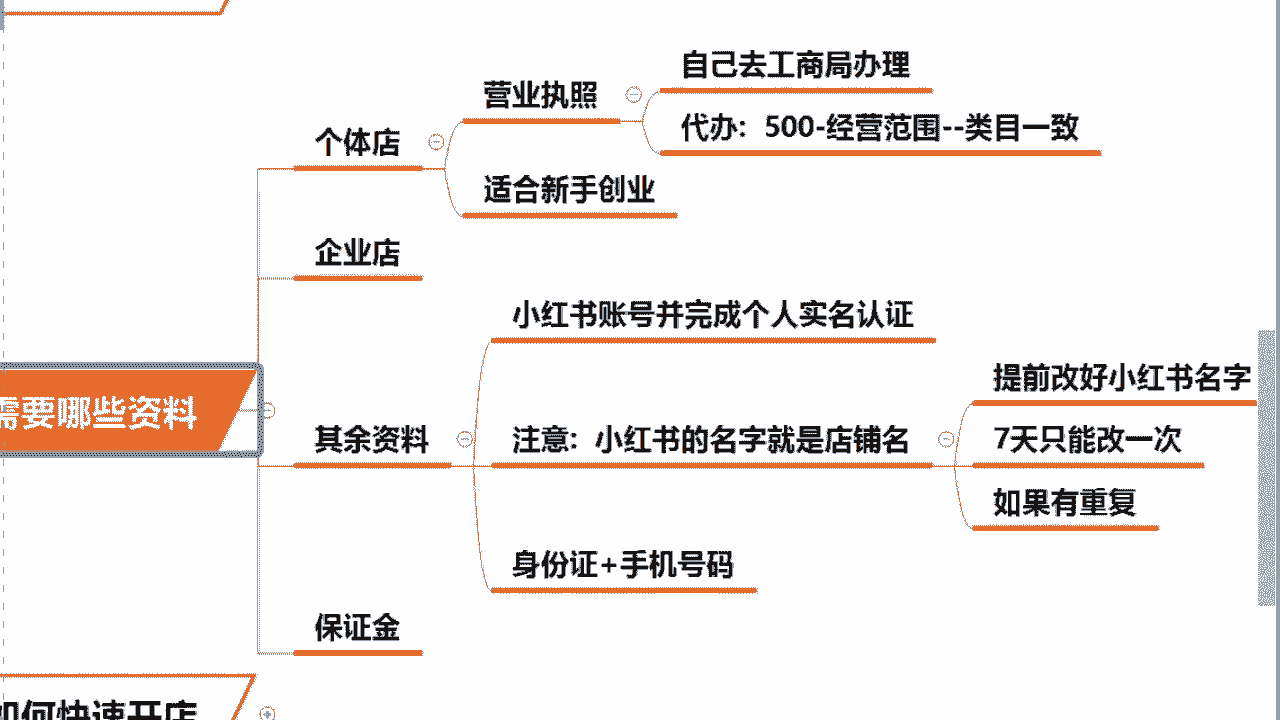 自己去工商局办理
营业执照
代办：500-经营范围--类目一致
个体店
适合新手创业
企业店
小红书账号并完成个人实名认证
提前改好小红书名字
需要哪些资料
其余资料
注意：小红书的名字就是店铺名
7天只能改一次
如果有重复
身份证+手机号码
保证金
如何快速开店